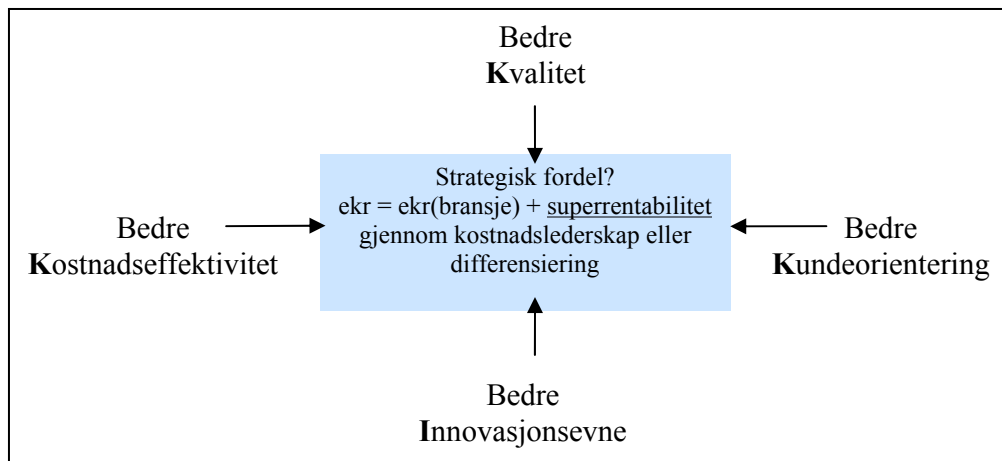 Bedre
Kvalitet
Strategisk fordel?
ekr = ekr(bransje) + superrentabilitet
gjennom kostnadslederskap eller
differensiering
Bedre
Kostnadseffektivitet
Bedre
Kundeorientering
Bedre
Innovasjonsevne